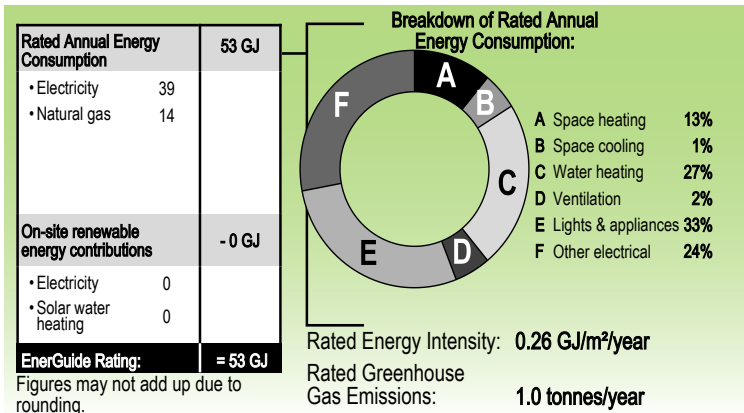 Rated Annual Energy Consumption 53 GJ
• Electricity 39
• Natural gas 14
On-site renewable energy contributions - 0 GJ
• Electricity 0
• Solar water heating 0
EnerGuide Rating: = 53 GJ
Figures may not add up due to
rounding.
Breakdown of Rated Annual
Energy Consumption:
A
B
C
D
E
F
A Space heating 13%
B Space cooling 1%
C Water heating 27%
D Ventilation 2%
E Lights & appliances 33%
F Other electrical 24%
Rated Energy Intensity: 0.26 GJ/m²/year
Rated Greenhouse
Gas Emissions: 1.0 tonnes/year